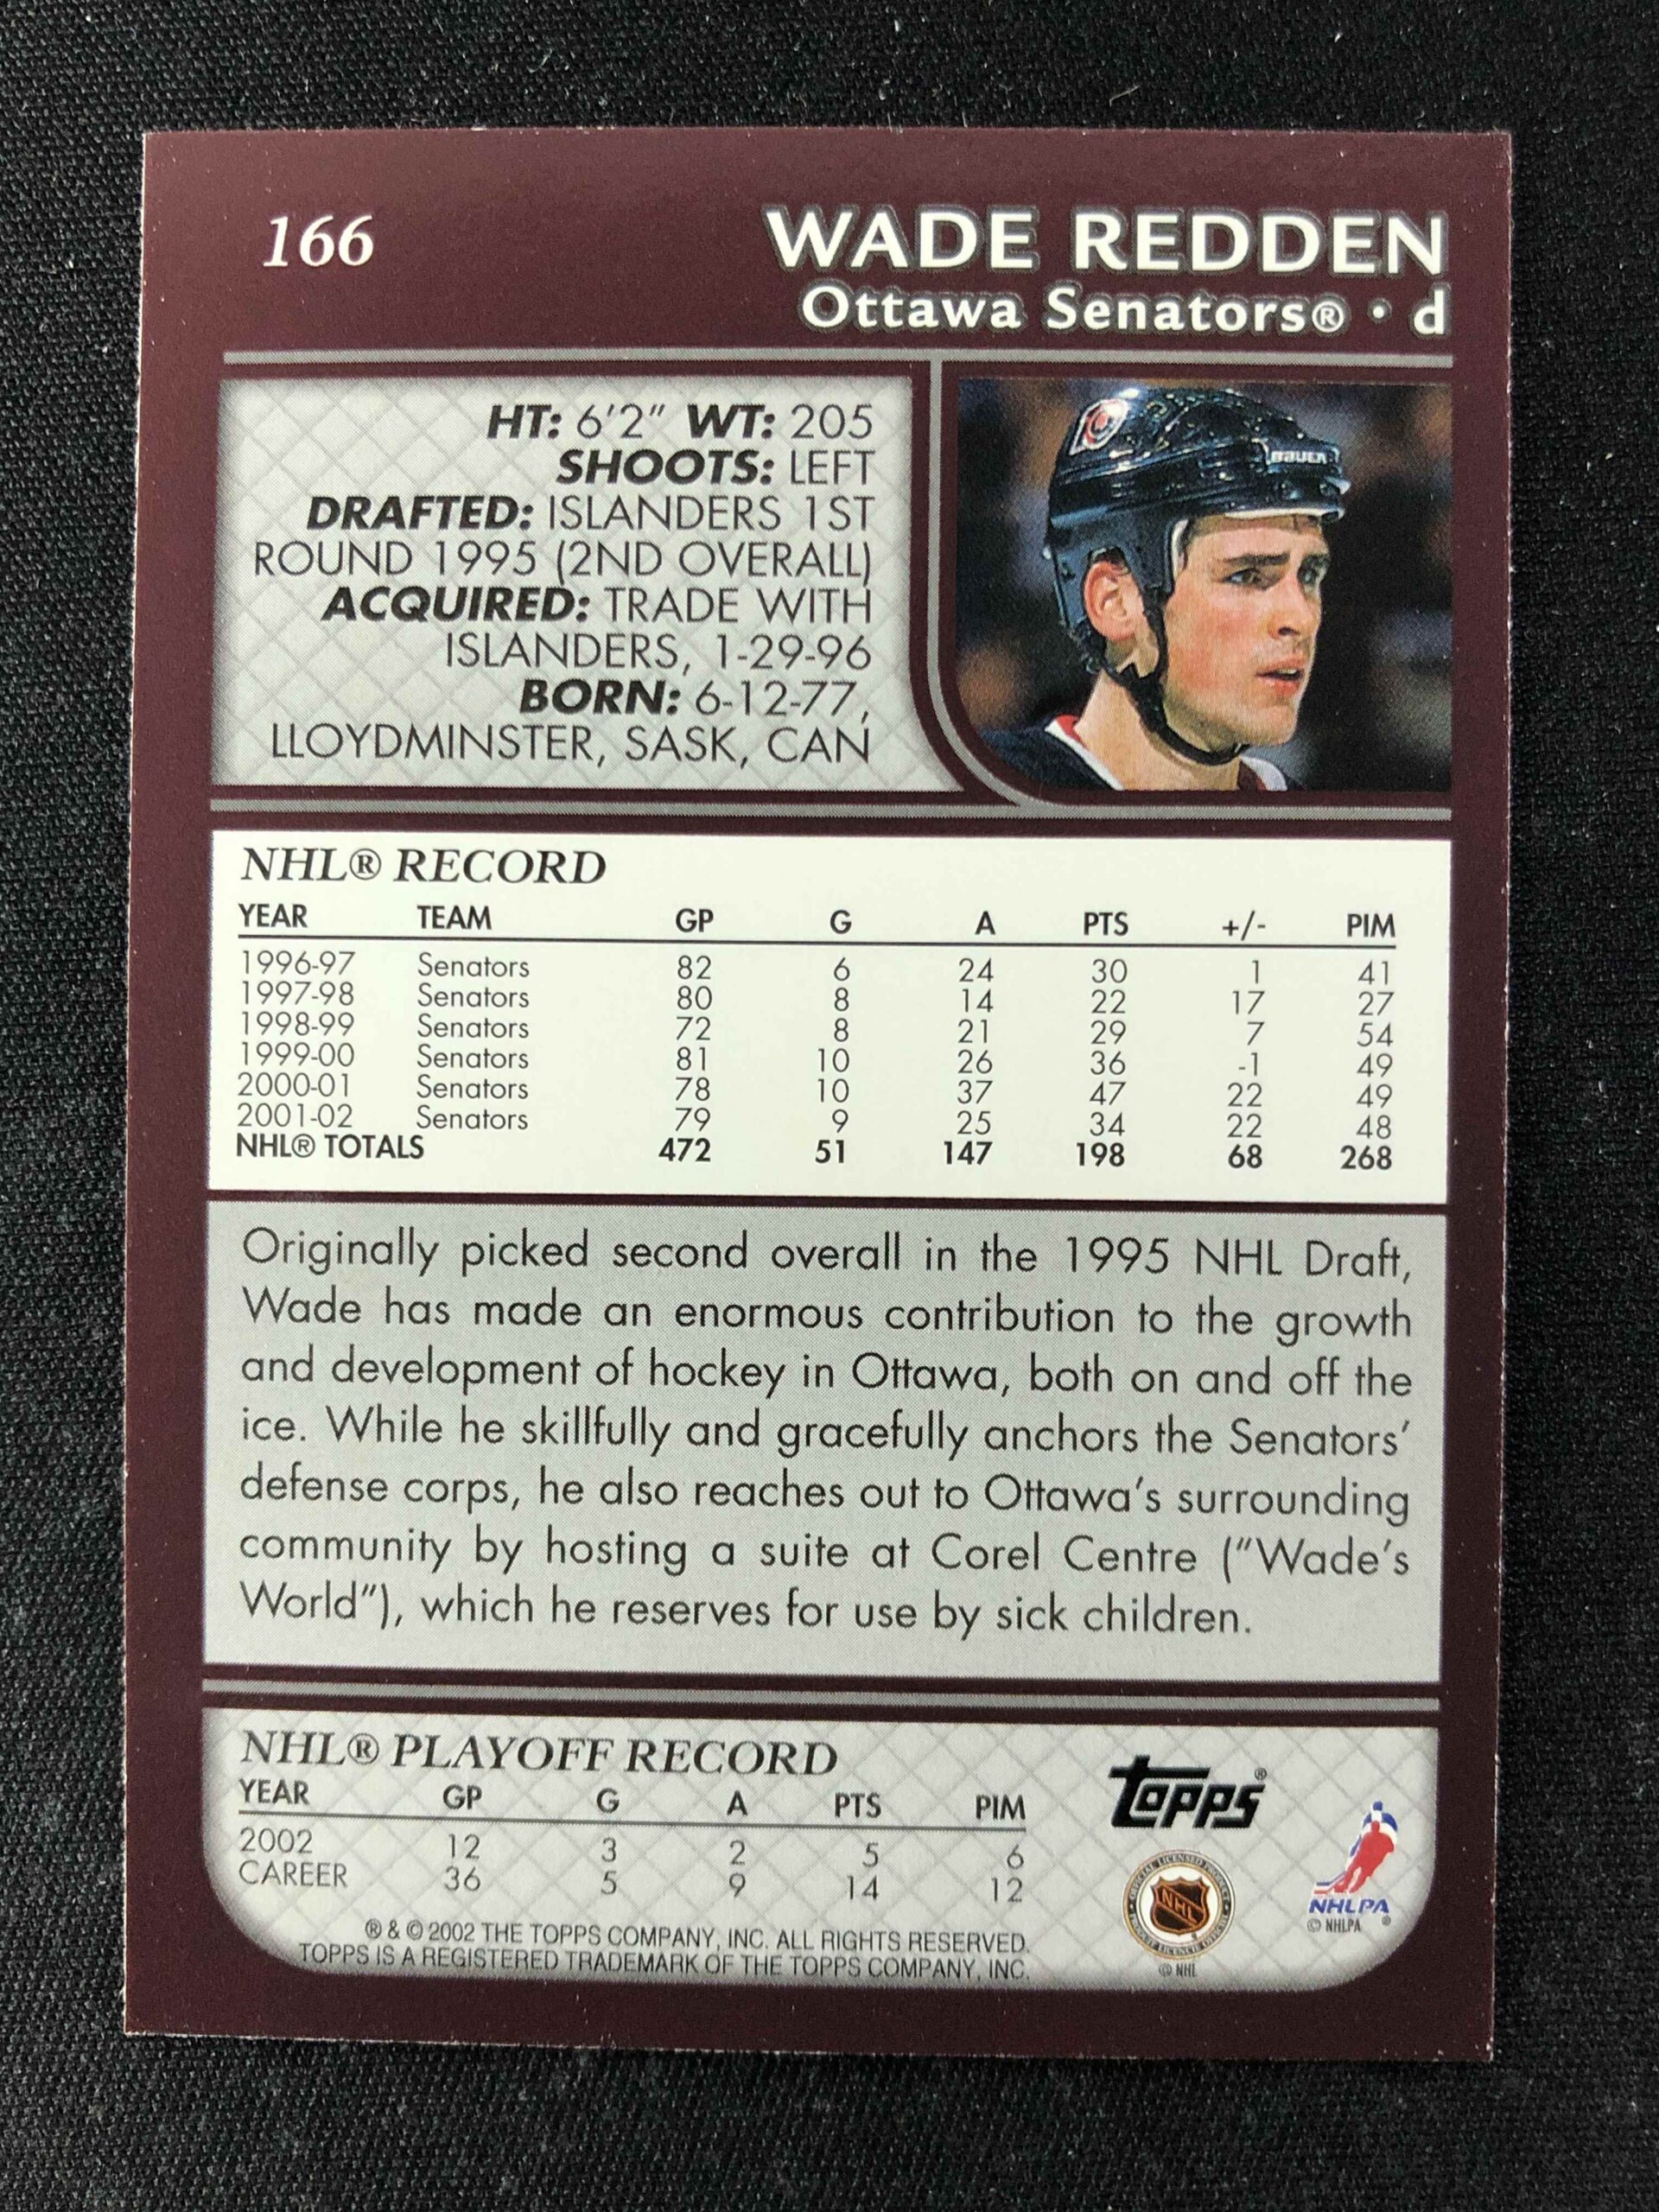 166
WADE REDDEN
Ottawa Senators® • d
HT: 6'2" WT: 205
SHOOTS: LEFT
DRAFTED: ISLANDERS 1ST
ROUND 1995 (2ND OVERALL)
ACQUIRED: TRADE WITH
ISLANDERS, 1-29-96
BORN: 6-12-77,
LLOYDMINSTER, SASK, CAN
BAUER
NHL® RECORD
YEAR TEAM GP G A PTS +/- PIM
1996-97 Senators 82 6 24 30 1 41
1997-98 Senators 80 8 14 22 17 27
1998-99 Senators 72 8 21 29 7 54
1999-00 Senators 81 10 26 36 -1 49
2000-01 Senators 78 10 37 47 22 49
2001-02 Senators 79 9 25 34 22 48
NHL® TOTALS 472 51 147 198 68 268
Originally picked second overall in the 1995 NHL Draft,
Wade has made an enormous contribution to the growth
and development of hockey in Ottawa, both on and off the
ice. While he skillfully and gracefully anchors the Senators'
defense corps, he also reaches out to Ottawa's surrounding
community by hosting a suite at Corel Centre ("Wade's
World"), which he reserves for use by sick children.
NHL® PLAYOFF RECORD
YEAR GP G A PTS PIM
2002 12 3 2 5 6
CAREER 36 5 9 14 12
® & © 2002 THE TOPPS COMPANY, INC. ALL RIGHTS RESERVED.
TOPPS IS A REGISTERED TRADEMARK OF THE TOPPS COMPANY, INC.
topps®
OFFICIAL LICENSED PRODUCT
NHL
© NHL
NHLPA
© NHLPA ®